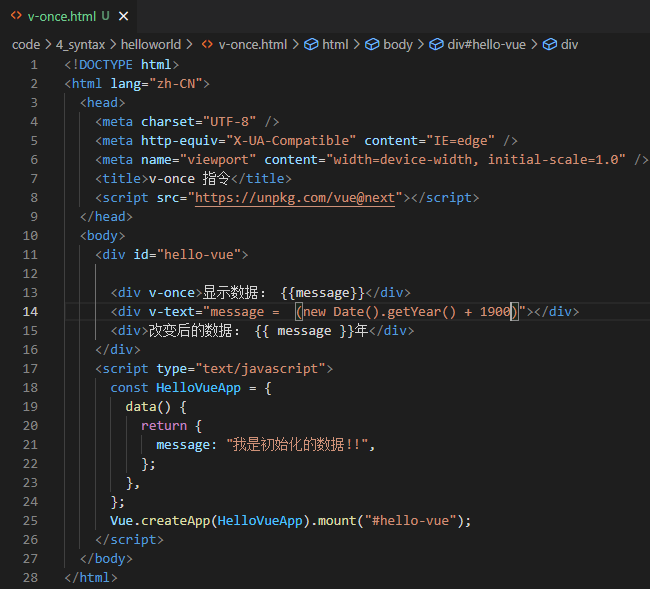 v-once.html U
code > 4_syntax > helloworld > v-once.html > html > body > div#hello-vue > div
1 <!DOCTYPE html>
2 <html lang="zh-CN">
3 <head>
4 <meta charset="UTF-8" />
5 <meta http-equiv="X-UA-Compatible" content="IE=edge" />
6 <meta name="viewport" content="width=device-width, initial-scale=1.0" />
7 <title>v-once 指令</title>
8 <script src="https://unpkg.com/vue@next"></script>
9 </head>
10 <body>
11 <div id="hello-vue">
12
13 <div v-once>显示数据: {{message}}</div>
14 <div v-text="message =  (new Date().getYear() + 1900)"></div>
15 <div>改变后的数据: {{ message }}年</div>
16 </div>
17 <script type="text/javascript">
18 const HelloVueApp = {
19 data() {
20 return {
21 message: "我是初始化的数据!!",
22 };
23 },
24 };
25 Vue.createApp(HelloVueApp).mount("#hello-vue");
26 </script>
27 </body>
28 </html>